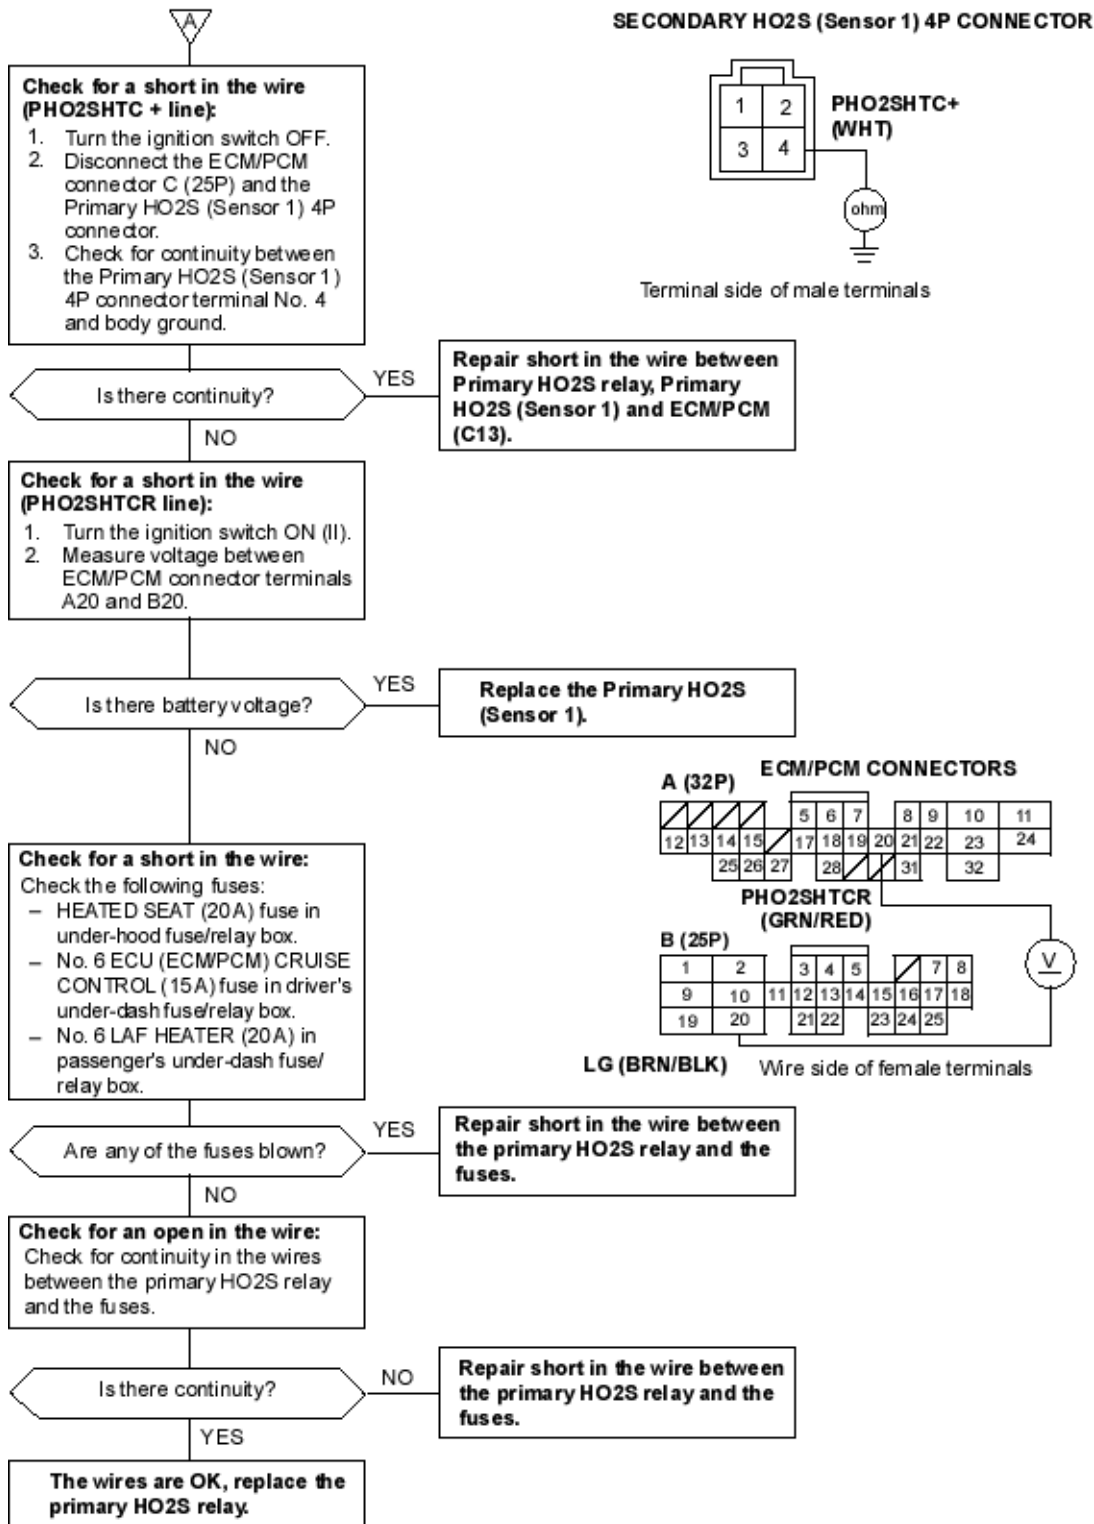 A
SECONDARY HO2S (Sensor 1) 4P CONNECTOR
Check for a short in the wire
(PHO2SHTC + line):
1. Turn the ignition switch OFF.
2. Disconnect the ECM/PCM
connector C (25P) and the
Primary HO2S (Sensor 1) 4P
connector.
3. Check for continuity between
the Primary HO2S (Sensor 1)
4P connector terminal No. 4
and body ground.
1 2
3 4
PHO2SHTC+
(WHT)
ohm
Terminal side of male terminals
Is there continuity?
YES
Repair short in the wire between
Primary HO2S relay, Primary
HO2S (Sensor 1) and ECM/PCM
(C13).
NO
Check for a short in the wire
(PHO2SHTCR line):
1. Turn the ignition switch ON (II).
2. Measure voltage between
ECM/PCM connector terminals
A20 and B20.
Is there battery voltage?
YES
Replace the Primary HO2S
(Sensor 1).
NO
ECM/PCM CONNECTORS
A (32P)
5 6 7 8 9 10 11
12 13 14 15 17 18 19 20 21 22 23 24
25 26 27 28 31 32
PHO2SHTCR
(GRN/RED)
B (25P)
1 2 3 4 5 7 8
9 10 11 12 13 14 15 16 17 18
19 20 21 22 23 24 25
V
LG (BRN/BLK)
Wire side of female terminals
Check for a short in the wire:
Check the following fuses:
– HEATED SEAT (20A) fuse in
under-hood fuse/relay box.
– No. 6 ECU (ECM/PCM) CRUISE
CONTROL (15A) fuse in driver's
under-dash fuse/relay box.
– No. 6 LAF HEATER (20A) in
passenger's under-dash fuse/
relay box.
Are any of the fuses blown?
YES
Repair short in the wire between
the primary HO2S relay and the
fuses.
NO
Check for an open in the wire:
Check for continuity in the wires
between the primary HO2S relay
and the fuses.
Is there continuity?
NO
Repair short in the wire between
the primary HO2S relay and the
fuses.
YES
The wires are OK, replace the
primary HO2S relay.